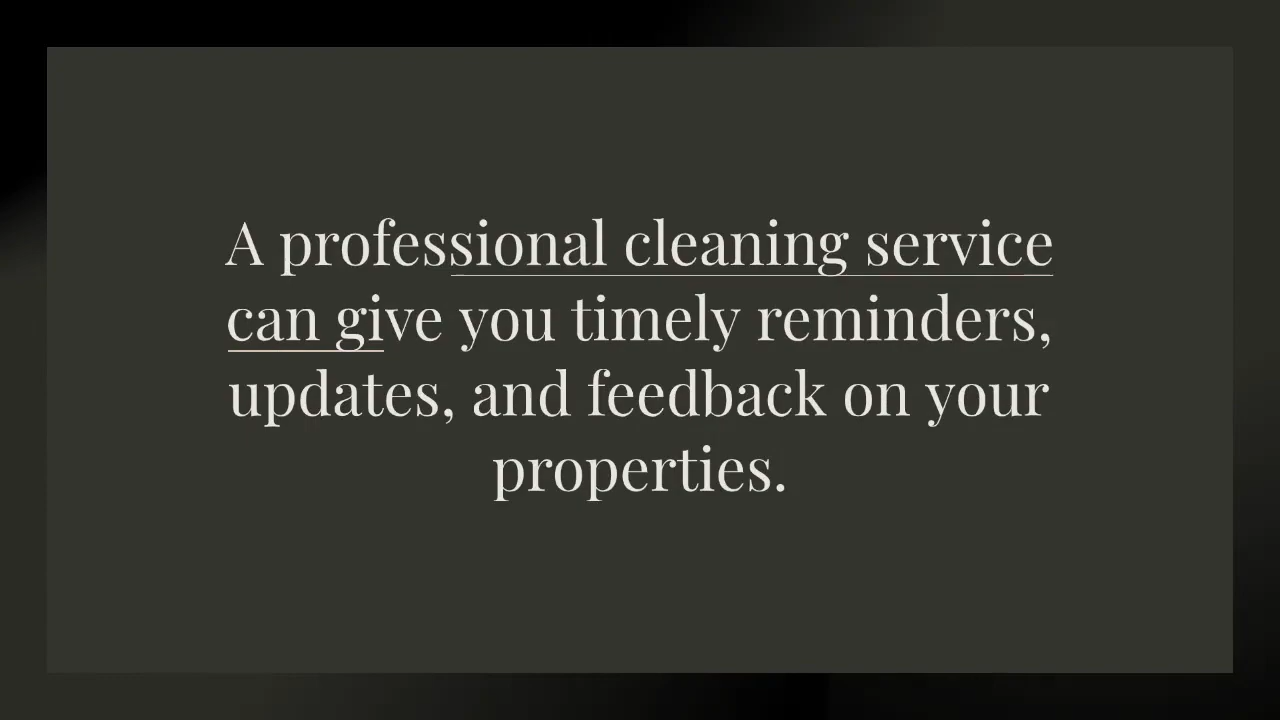 A professional cleaning service
can give you timely reminders,
updates, and feedback on your
properties.